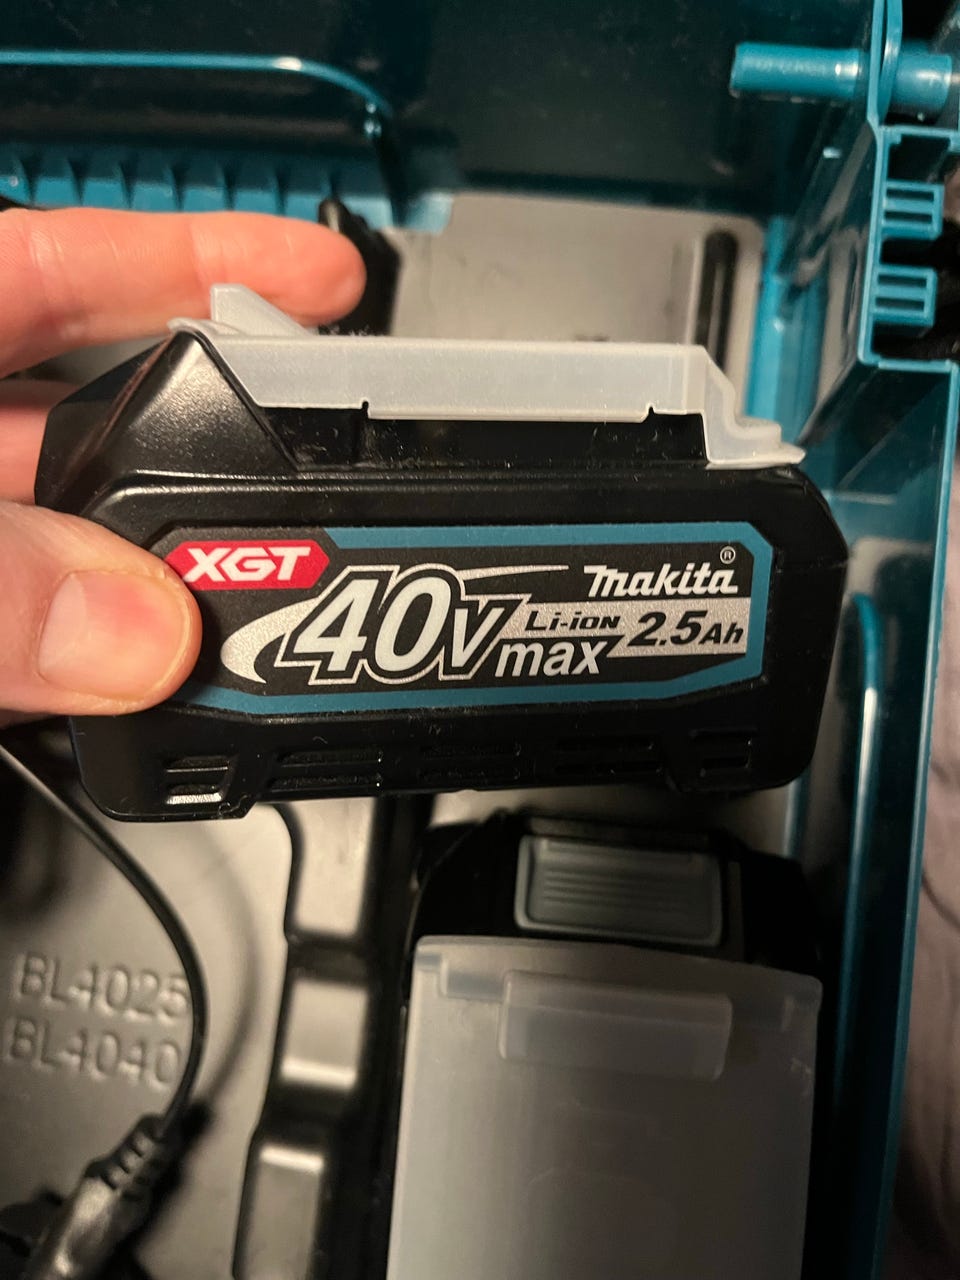 XGT
makita®
40V max
Li-ion 2.5Ah
BL4025
BL4040